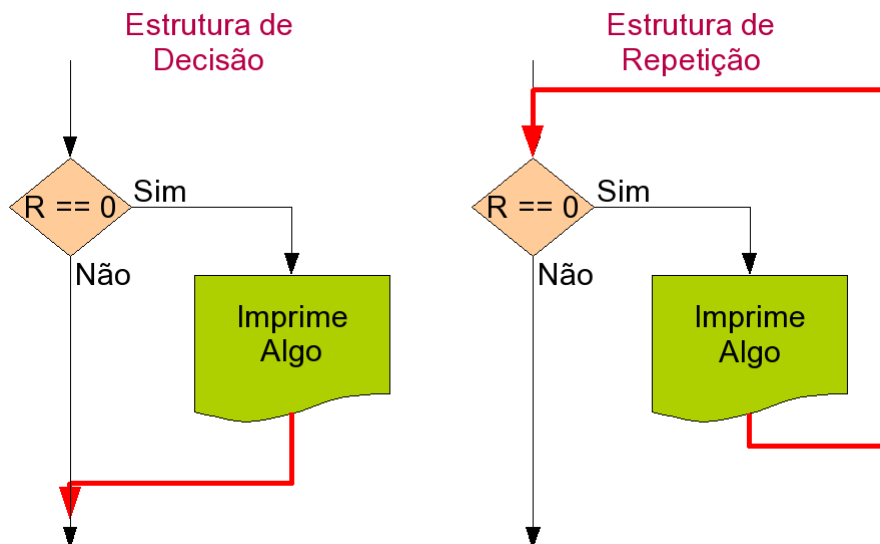 Estrutura de
Decisão
R == 0
Sim
Não
Imprime
Algo
Estrutura de
Repetição
R == 0
Sim
Não
Imprime
Algo